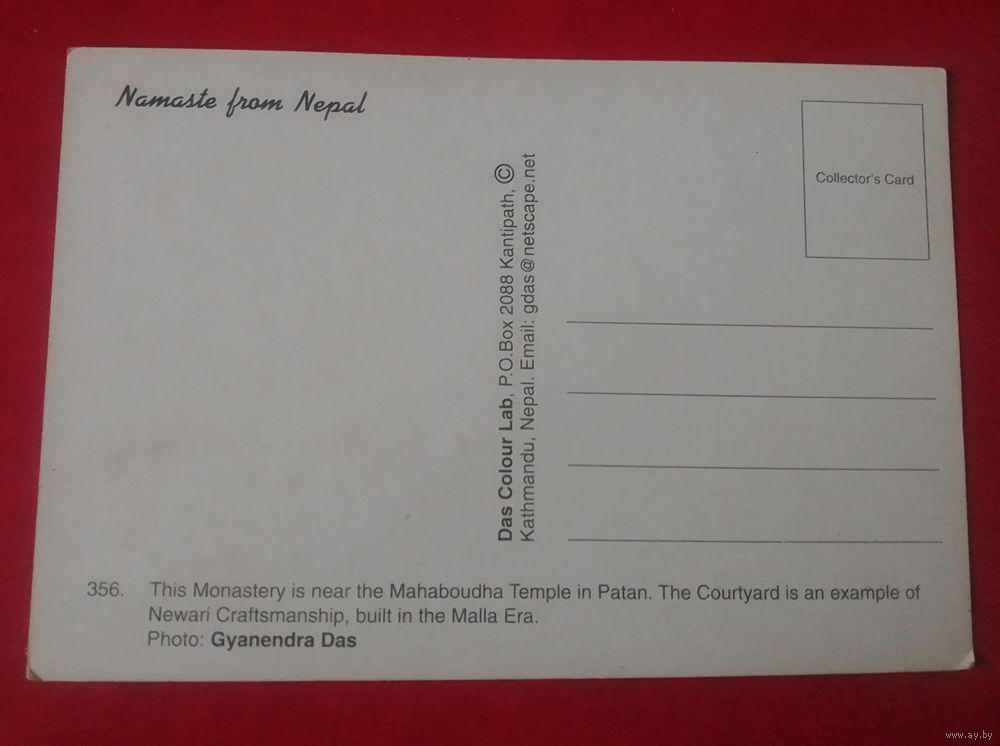 Namaste from Nepal
Collector's Card
Das Colour Lab, P.O.Box 2088 Kantipath, ©
Kathmandu, Nepal. Email: gdas@netscape.net
356. This Monastery is near the Mahaboudha Temple in Patan. The Courtyard is an example of
Newari Craftsmanship, built in the Malla Era.
Photo: Gyanendra Das
www.ay.by